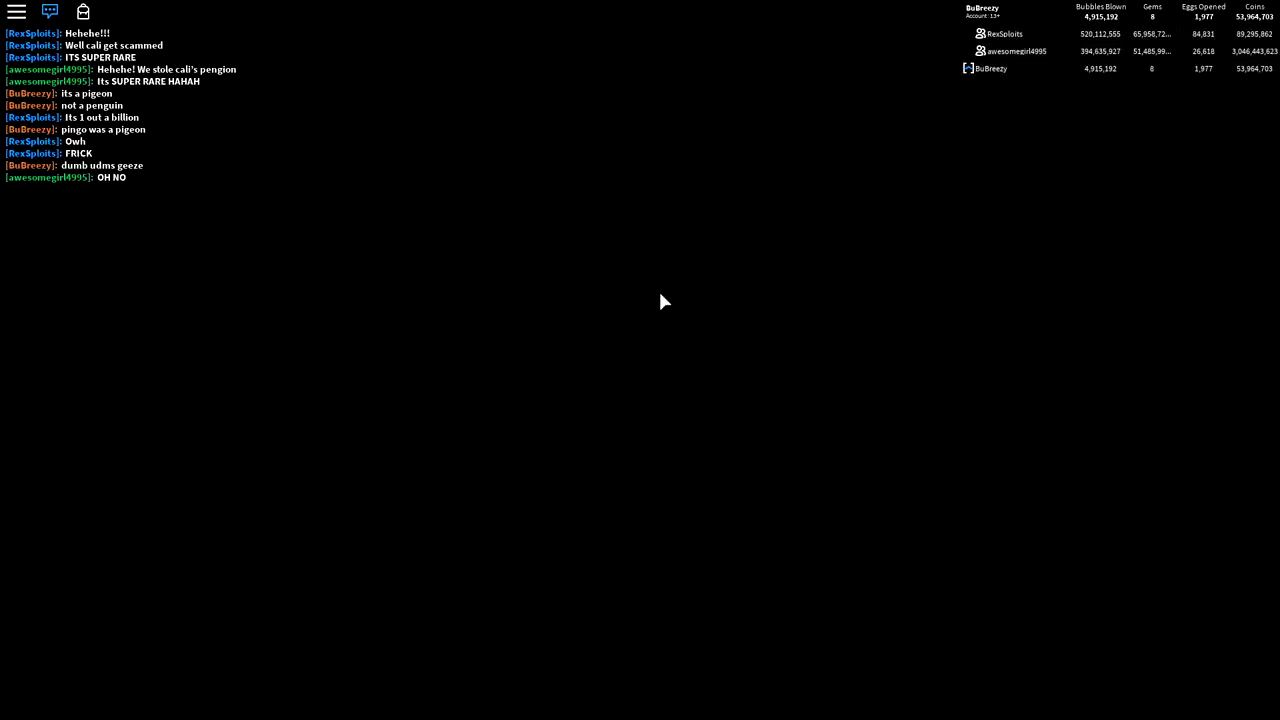 BuBreezy
Account: 13+
Bubbles Blown Gems Eggs Opened Coins
4,915,192 8 1,977 53,964,703
[RexSploits]: Hehehe!!!
RexSploits 520,112,555 65,958,72... 84,831 89,295,862
[RexSploits]: Well cali get scammed
awesomegirl4995 394,635,927 51,485,99... 26,618 3,046,443,623
[RexSploits]: ITS SUPER RARE
[awesomegirl4995]: Hehehe! We stole cali's pengion
BuBreezy 4,915,192 8 1,977 53,964,703
[awesomegirl4995]: Its SUPER RARE HAHAH
[BuBreezy]: its a pigeon
[BuBreezy]: not a penguin
[RexSploits]: Its 1 out a billion
[BuBreezy]: pingo was a pigeon
[RexSploits]: Owh
[RexSploits]: FRICK
[BuBreezy]: dumb udms geeze
[awesomegirl4995]: OH NO